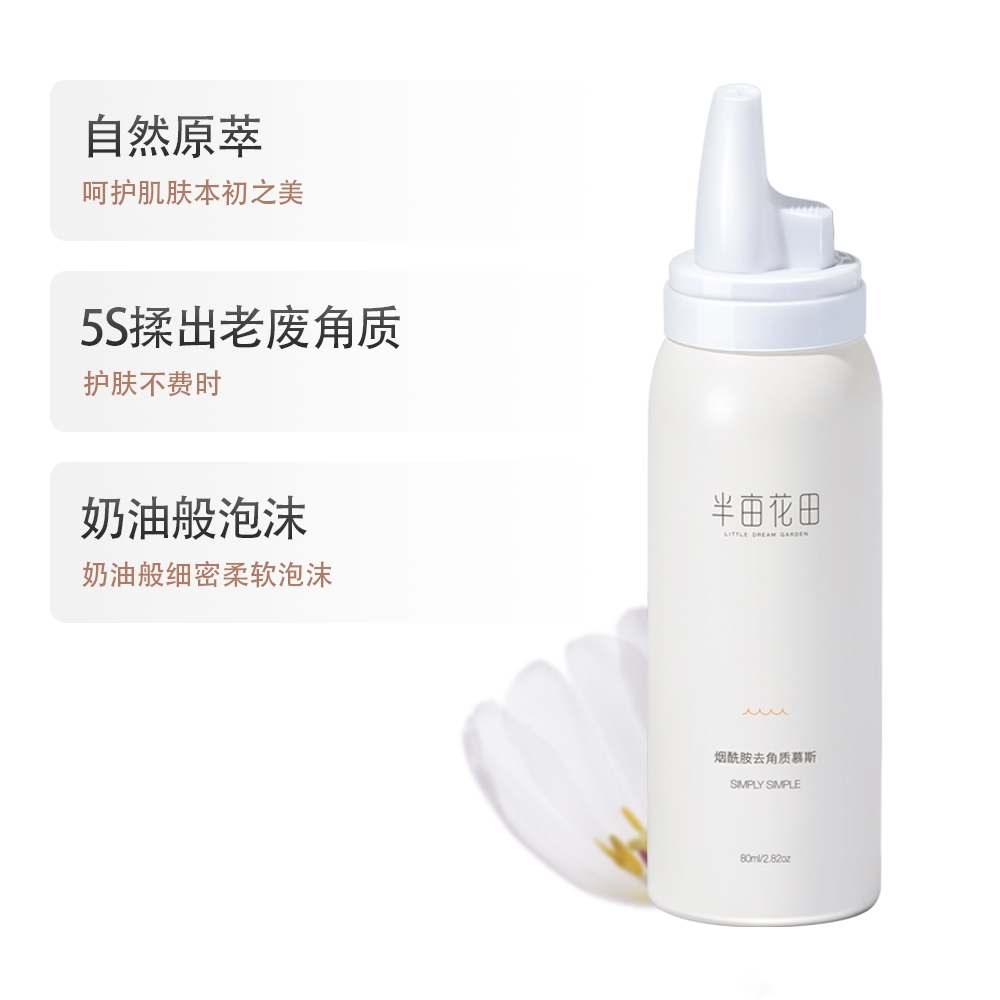 自然原萃
呵护肌肤本初之美
5S揉出老废角质
护肤不费时
奶油般泡沫
奶油般细密柔软泡沫
半亩花田
LITTLE DREAM GARDEN
烟酰胺去角质慕斯
SIMPLY SIMPLE
80ml/2.82oz